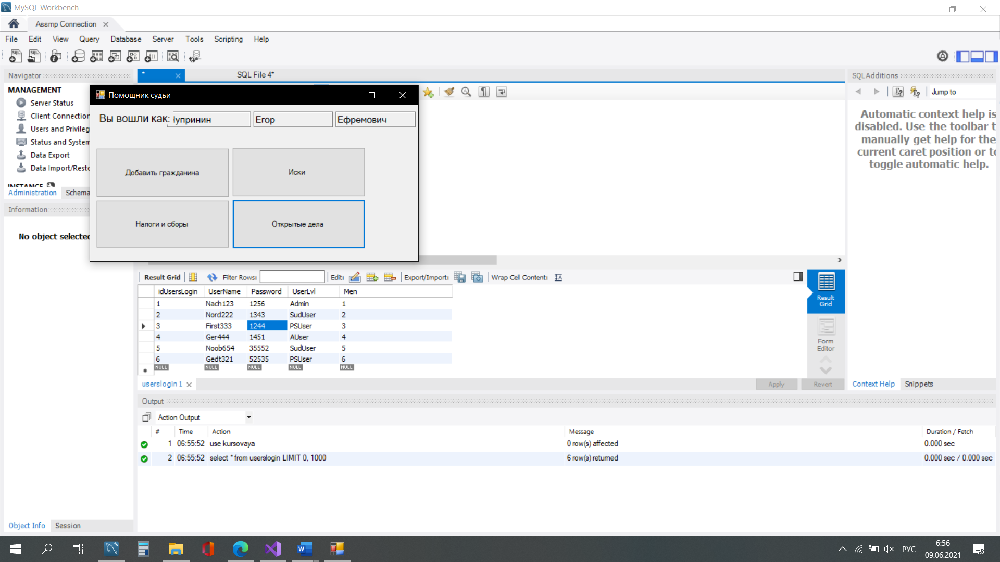 MySQL Workbench
Assmp Connection
File Edit View Query Database Server Tools Scripting Help
Navigator
SQL File 4*
SQLAdditions
MANAGEMENT
Server Status
Client Connection
Users and Privileg
Status and System
Data Export
Data Import/Resto
INSTANCE
Administration Schema
Information
No object selected
Помощник судьи
Вы вошли как: Чупринин Егор Ефремович
Добавить гражданина Иски
Налоги и сборы Открытые дела
Jump to
Automatic context help is
disabled. Use the toolbar t
manually get help for the
current caret position or to
toggle automatic help.
Result Grid Filter Rows: Edit: Export/Import: Wrap Cell Content:
idUsersLogin UserName Password UserLvl Men
1 Nach123 1256 Admin 1
2 Nord222 1343 SudUser 2
3 First333 1244 PSUser 3
4 Ger444 1451 AUser 4
5 Noob654 35552 SudUser 5
6 Gedt321 52535 PSUser 6
NULL NULL NULL NULL NULL
Result
Grid
Form
Editor
userslogin 1
Apply Revert
Context Help Snippets
Output
Action Output
# Time Action Message Duration / Fetch
1 06:55:52 use kursovaya 0 row(s) affected 0.000 sec
2 06:55:52 select * from userslogin LIMIT 0, 1000 6 row(s) returned 0.000 sec / 0.000 sec
Object Info Session
РУС
6:56
09.06.2021